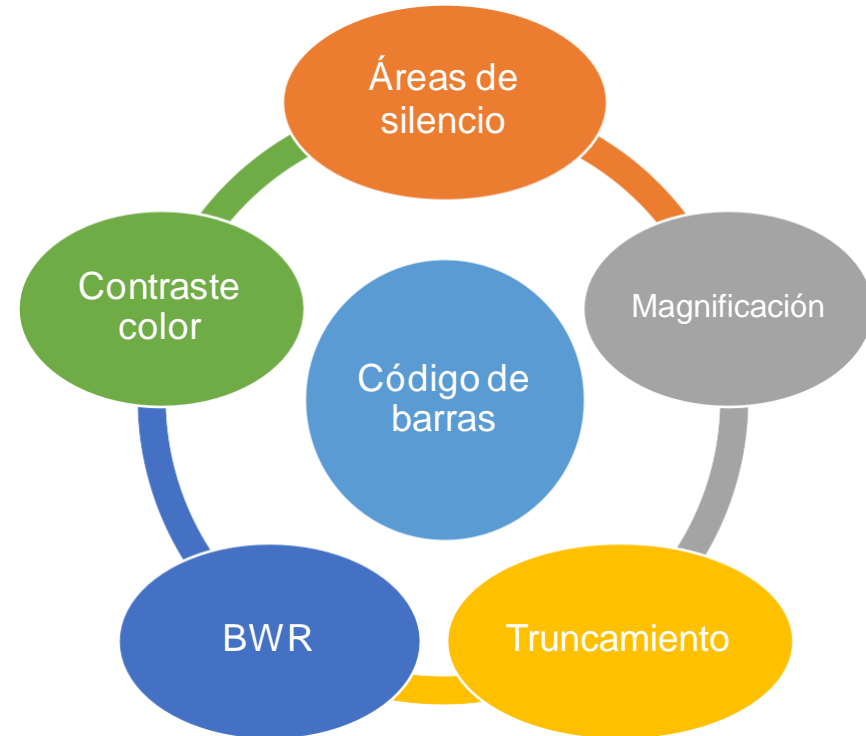 Áreas de
silencio
Magnificación
Truncamiento
BWR
Contraste
color
Código de
barras